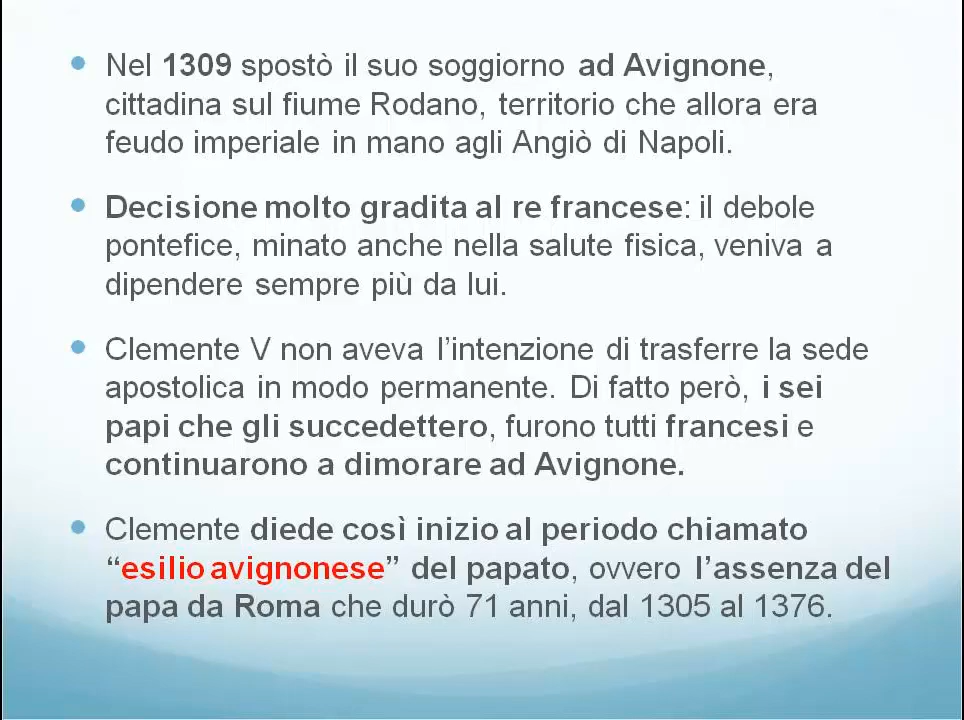 Nel 1309 spostò il suo soggiorno ad Avignone,
cittadina sul fiume Rodano, territorio che allora era
feudo imperiale in mano agli Angiò di Napoli.
Decisione molto gradita al re francese: il debole
pontefice, minato anche nella salute fisica, veniva a
dipendere sempre più da lui.
Clemente V non aveva l’intenzione di trasferre la sede
apostolica in modo permanente. Di fatto però, i sei
papi che gli succedettero, furono tutti francesi e
continuarono a dimorare ad Avignone.
Clemente diede così inizio al periodo chiamato
“esilio avignonese” del papato, ovvero l’assenza del
papa da Roma che durò 71 anni, dal 1305 al 1376.